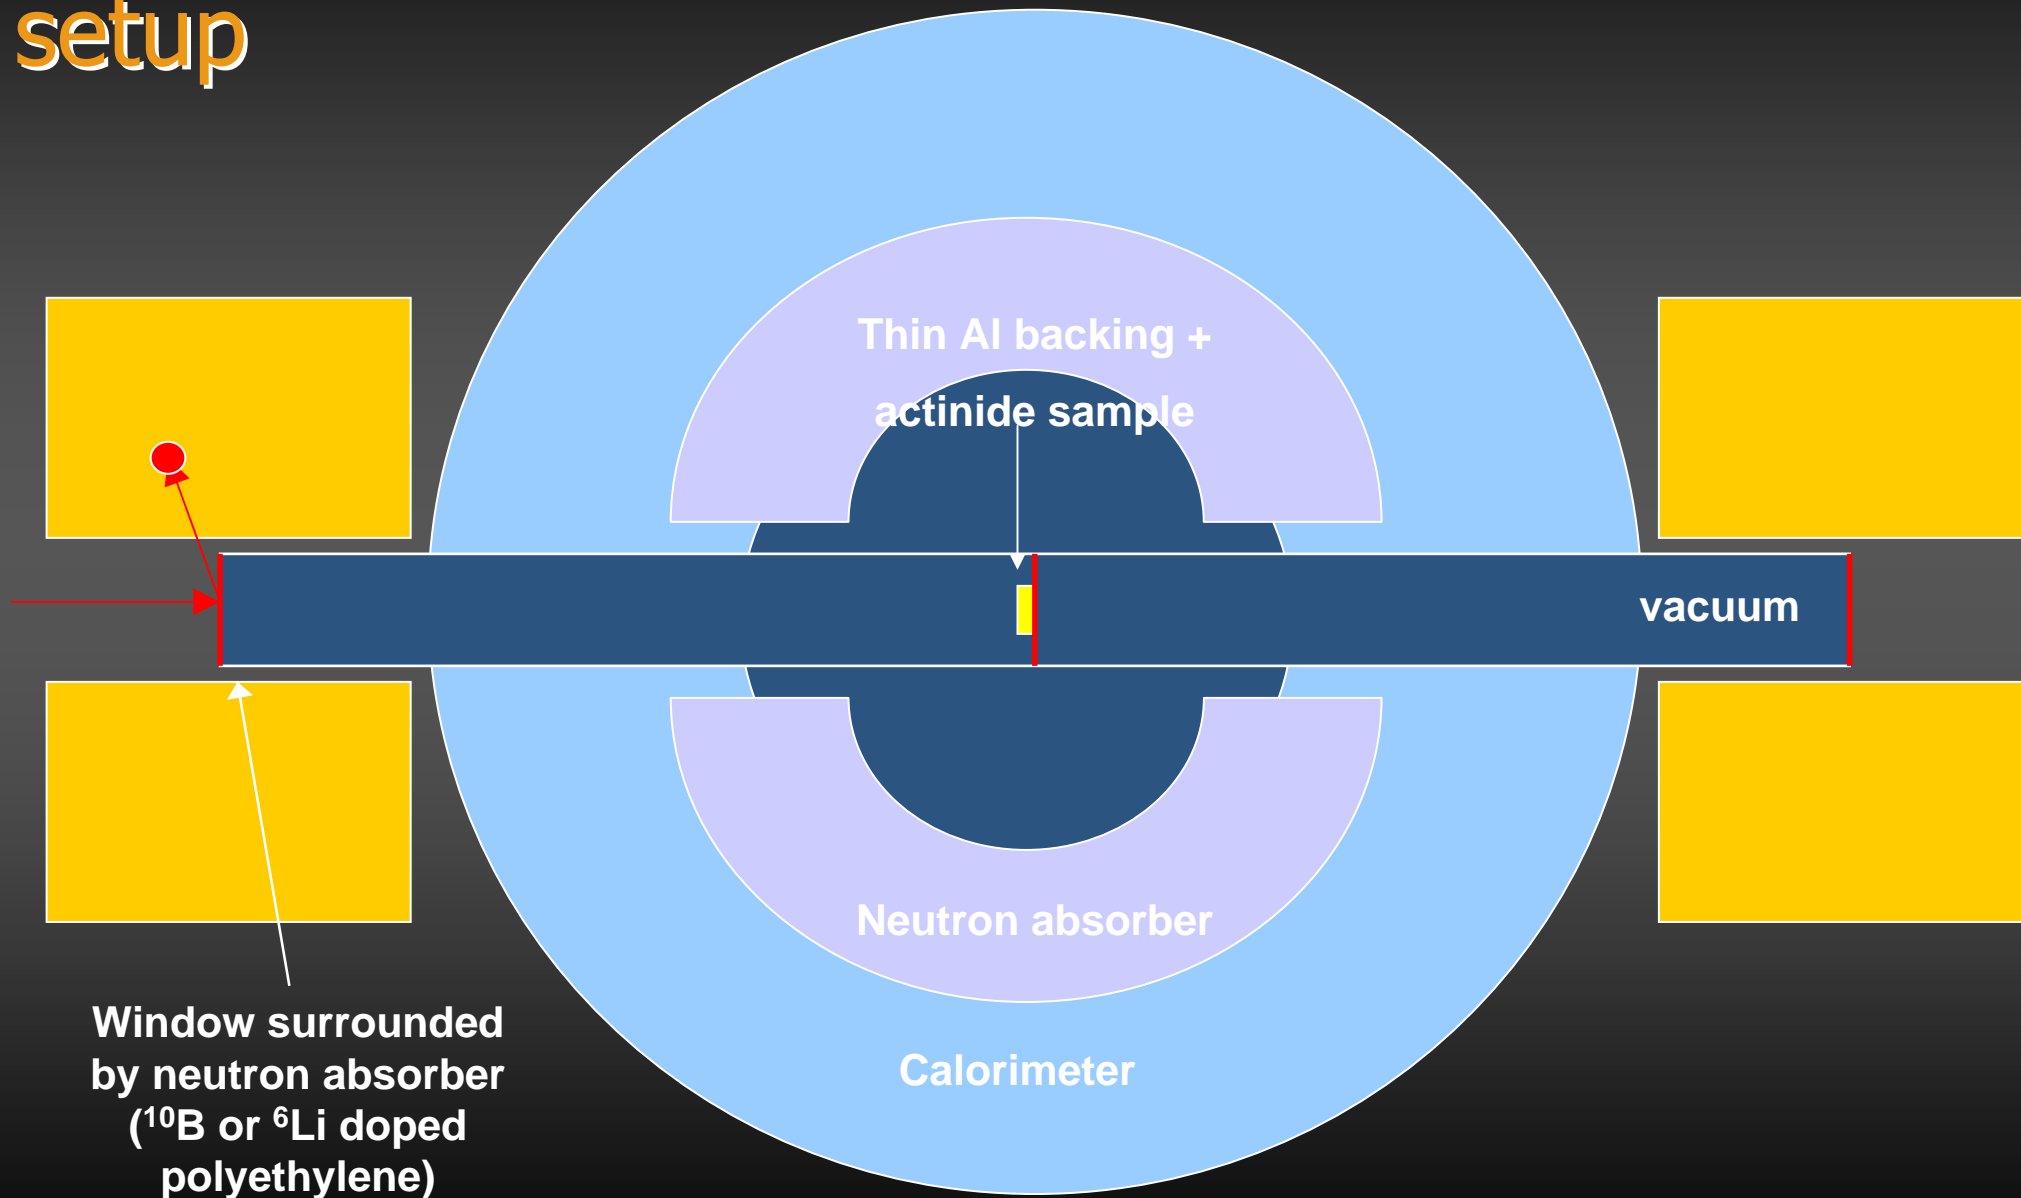 setup
Thin Al backing +
actinide sample
vacuum
Neutron absorber
Calorimeter
Window surrounded
by neutron absorber
(¹⁰B or ⁶Li doped
polyethylene)